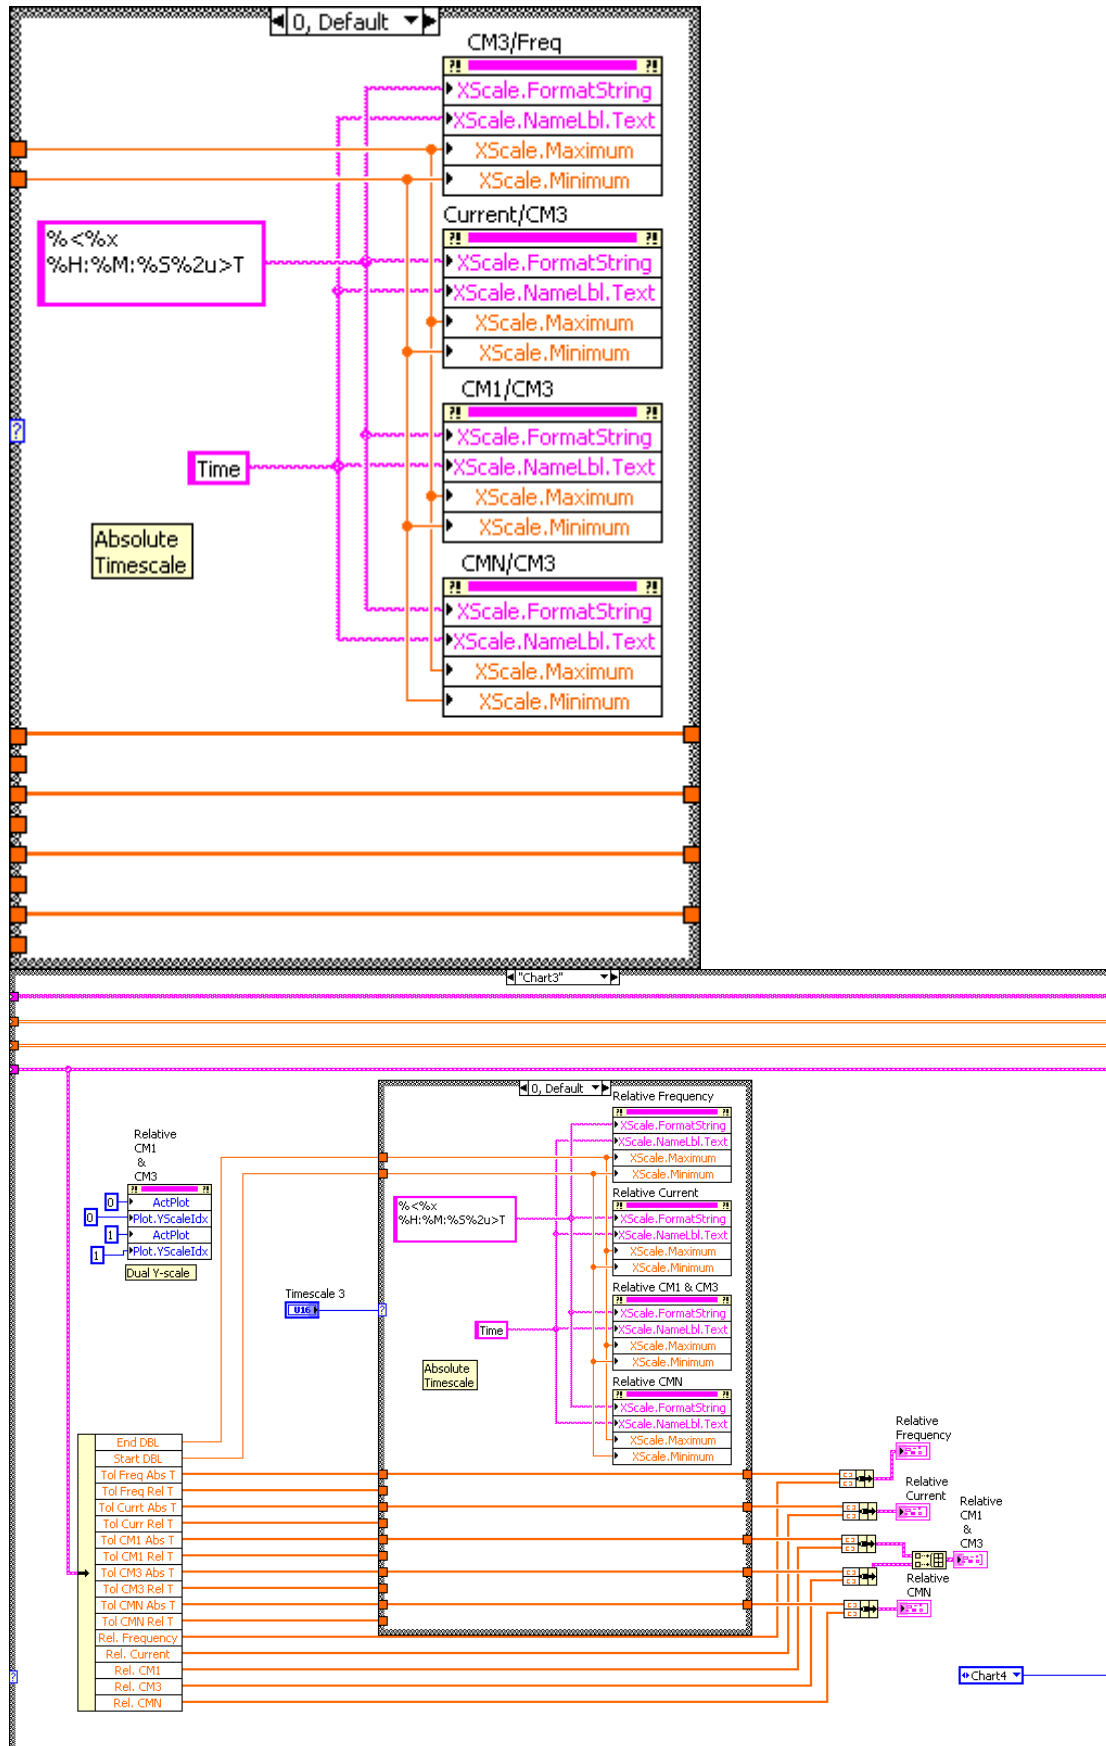 0, Default
CM3/Freq
XScale.FormatString
XScale.NameLbl.Text
XScale.Maximum
XScale.Minimum
Current/CM3
%<%x
%H:%M:%S%2u>T
XScale.FormatString
XScale.NameLbl.Text
XScale.Maximum
XScale.Minimum
CM1/CM3
XScale.FormatString
Time
XScale.NameLbl.Text
XScale.Maximum
XScale.Minimum
Absolute
Timescale
CMN/CM3
XScale.FormatString
XScale.NameLbl.Text
XScale.Maximum
XScale.Minimum
"Chart3"
0, Default
Relative Frequency
XScale.FormatString
XScale.NameLbl.Text
XScale.Maximum
XScale.Minimum
Relative
CM1
&
CM3
0
ActPlot
0
Plot.YScaleIdx
1
ActPlot
1
Plot.YScaleIdx
Dual Y-scale
Relative Current
%<%x
%H:%M:%S%2u>T
XScale.FormatString
XScale.NameLbl.Text
XScale.Maximum
XScale.Minimum
Timescale 3
U16
Relative CM1 & CM3
XScale.FormatString
Time
XScale.NameLbl.Text
XScale.Maximum
XScale.Minimum
Absolute
Timescale
Relative CMN
XScale.FormatString
XScale.NameLbl.Text
XScale.Maximum
XScale.Minimum
End DBL
Start DBL
Tol Freq Abs T
Tol Freq Rel T
Tol Currt Abs T
Tol Curr Rel T
Tol CM1 Abs T
Tol CM1 Rel T
Tol CM3 Abs T
Tol CM3 Rel T
Tol CMN Abs T
Tol CMN Rel T
Rel. Frequency
Rel. Current
Rel. CM1
Rel. CM3
Rel. CMN
Relative
Frequency
Relative
Current
Relative
CM1
&
CM3
Relative
CMN
Chart4